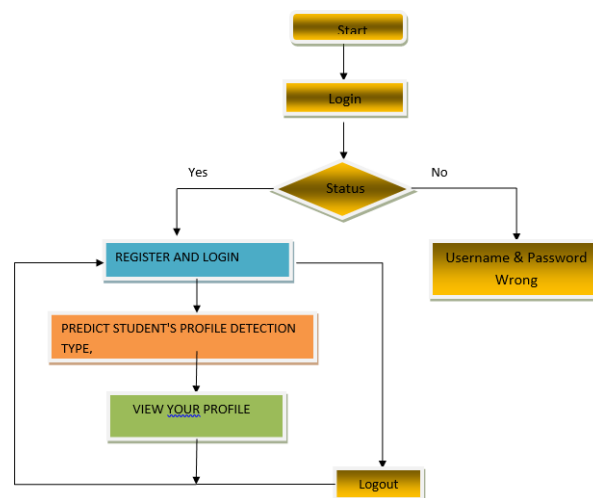 Start
Login
Yes
No
Status
REGISTER AND LOGIN
Username & Password
Wrong
PREDICT STUDENT'S PROFILE DETECTION
TYPE,
VIEW YOUR PROFILE
Logout